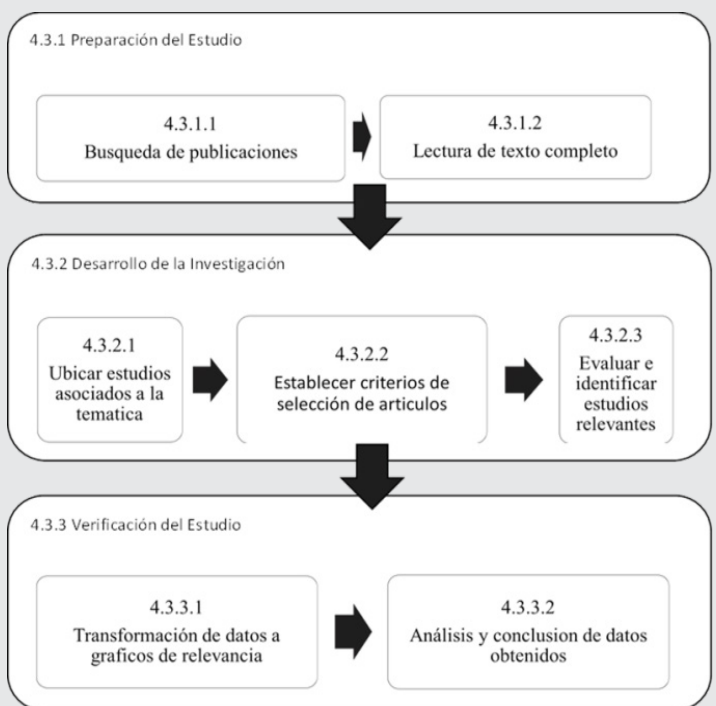 4.3.1 Preparación del Estudio
4.3.1.1
Busqueda de publicaciones
4.3.1.2
Lectura de texto completo
4.3.2 Desarrollo de la Investigación
4.3.2.1
Ubicar estudios
asociados a la
tematica
4.3.2.2
Establecer criterios de
selección de articulos
4.3.2.3
Evaluar e
identificar
estudios
relevantes
4.3.3 Verificación del Estudio
4.3.3.1
Transformación de datos a
graficos de relevancia
4.3.3.2
Análisis y conclusion de datos
obtenidos